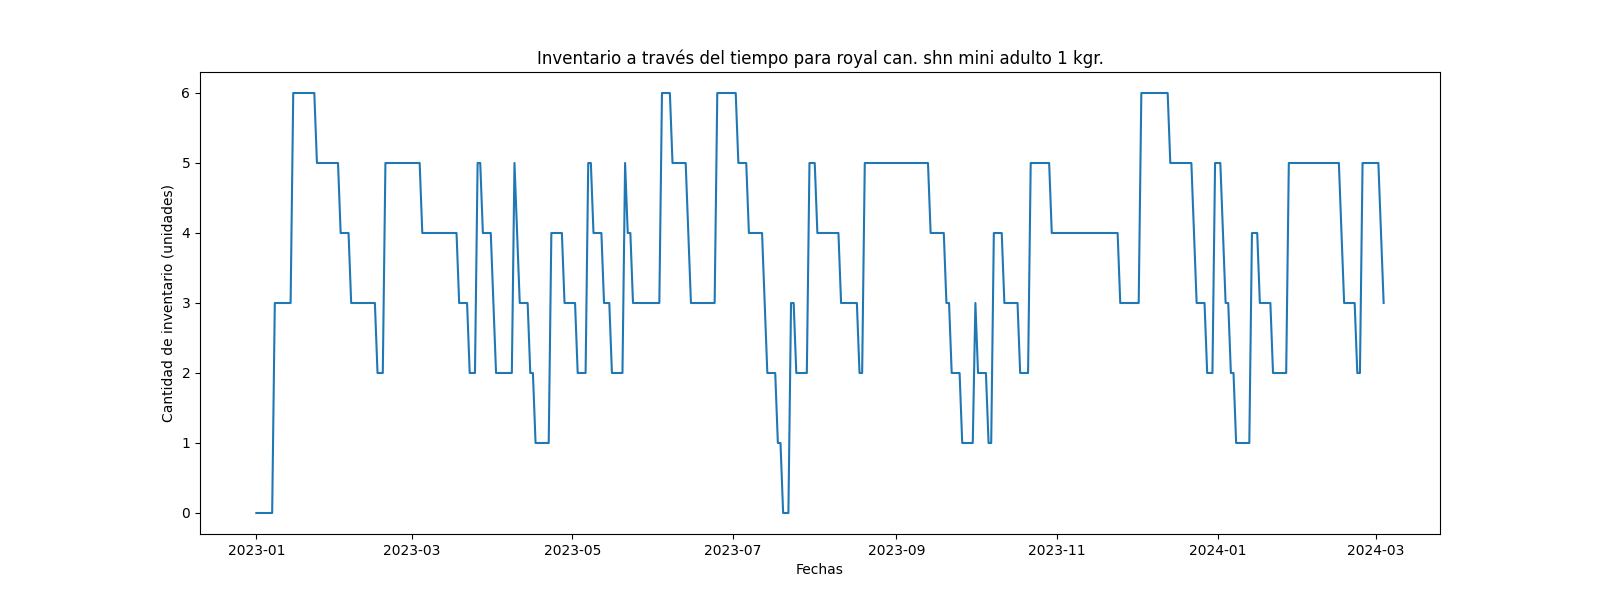 Inventario a través del tiempo para royal can. shn mini adulto 1 kgr.
Cantidad de inventario (unidades)
6
5
4
3
2
1
0
2023-01 2023-03 2023-05 2023-07 2023-09 2023-11 2024-01 2024-03
Fechas